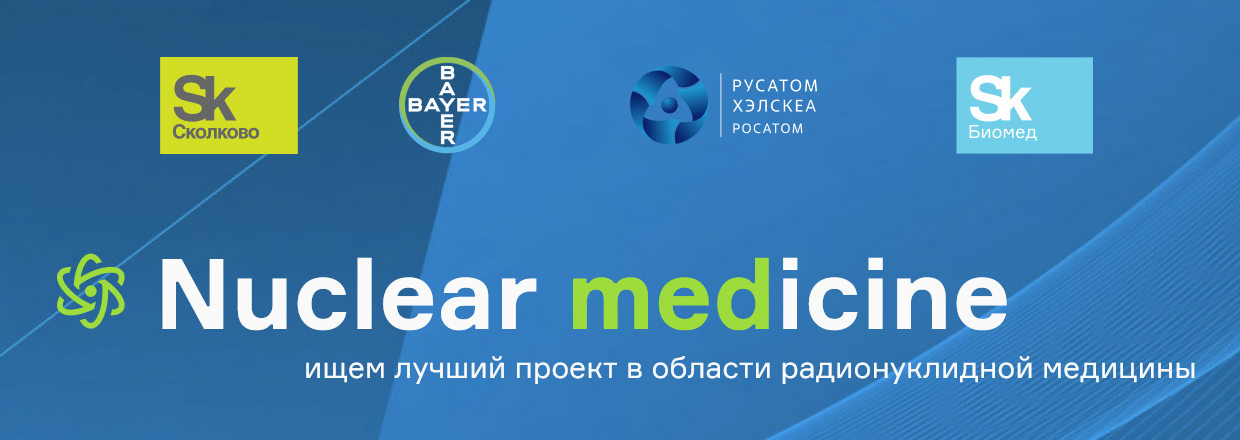 Sk
Сколково
BAYER
BAYER
РУСАТОМ
ХЭЛСКЕА
РОСАТОМ
Sk
Биомед
Nuclear medicine
ищем лучший проект в области радионуклидной медицины